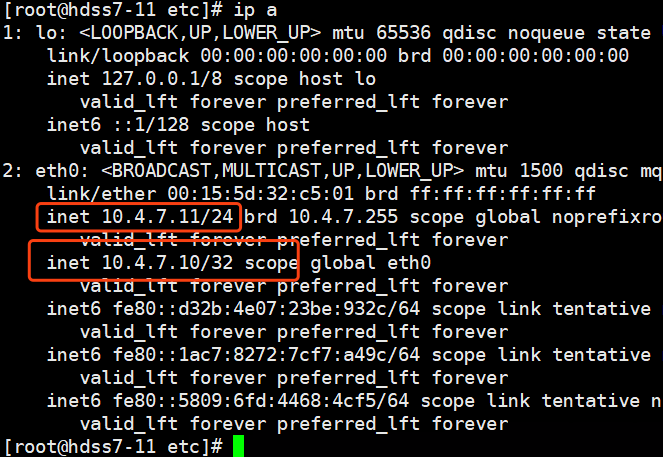 [root@hdss7-11 etc]# ip a
1: lo: <LOOPBACK,UP,LOWER_UP> mtu 65536 qdisc noqueue state
link/loopback 00:00:00:00:00:00 brd 00:00:00:00:00:00
inet 127.0.0.1/8 scope host lo
valid_lft forever preferred_lft forever
inet6 ::1/128 scope host
valid_lft forever preferred_lft forever
2: eth0: <BROADCAST,MULTICAST,UP,LOWER_UP> mtu 1500 qdisc mq
link/ether 00:15:5d:32:c5:01 brd ff:ff:ff:ff:ff:ff
inet 10.4.7.11/24 brd 10.4.7.255 scope global noprefixro
valid_lft forever preferred_lft forever
inet 10.4.7.10/32 scope global eth0
valid_lft forever preferred_lft forever
inet6 fe80::d32b:4e07:23be:932c/64 scope link tentative
valid_lft forever preferred_lft forever
inet6 fe80::1ac7:8272:7cf7:a49c/64 scope link tentative
valid_lft forever preferred_lft forever
inet6 fe80::5809:6fd:4468:4cf5/64 scope link tentative n
valid_lft forever preferred_lft forever
[root@hdss7-11 etc]#